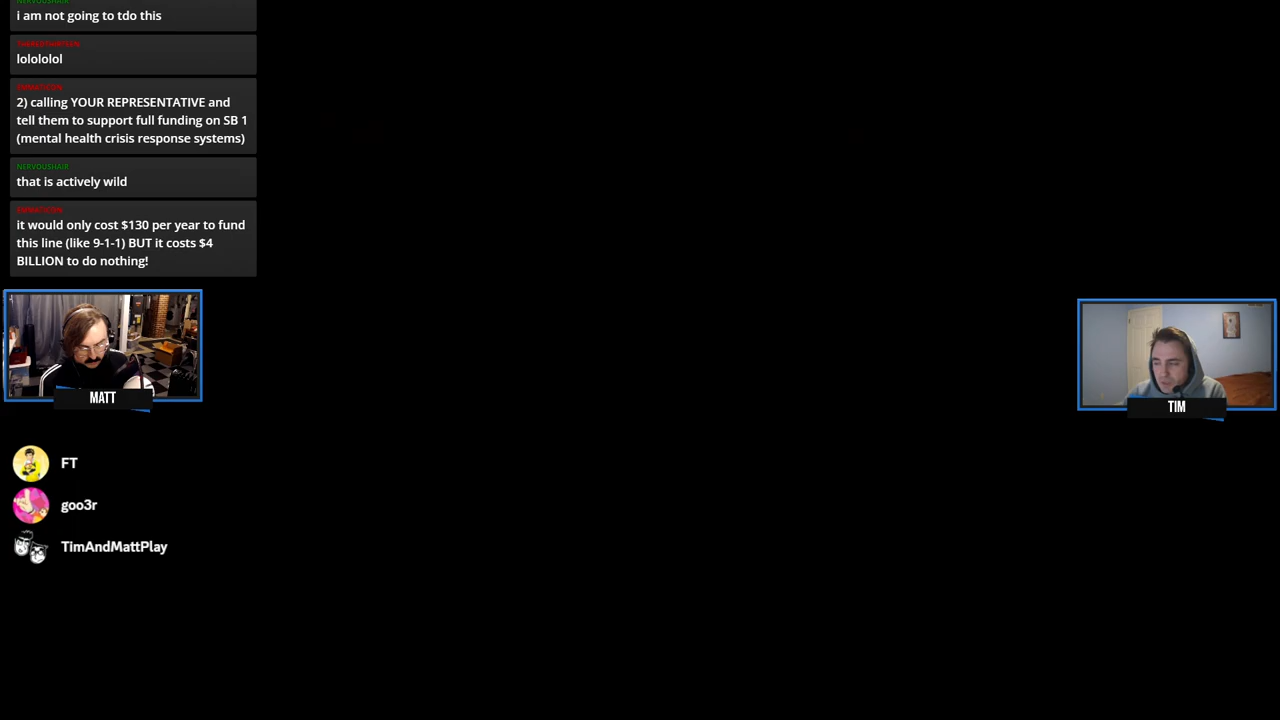 NERVOUSHAIR
i am not going to tdo this
lolololol
2) calling YOUR REPRESENTATIVE and
tell them to support full funding on SB 1
(mental health crisis response systems)
NERVOUSHAIR
that is actively wild
it would only cost $130 per year to fund
this line (like 9-1-1) BUT it costs $4
BILLION to do nothing!
MATT
TIM
FT
goo3r
TimAndMattPlay